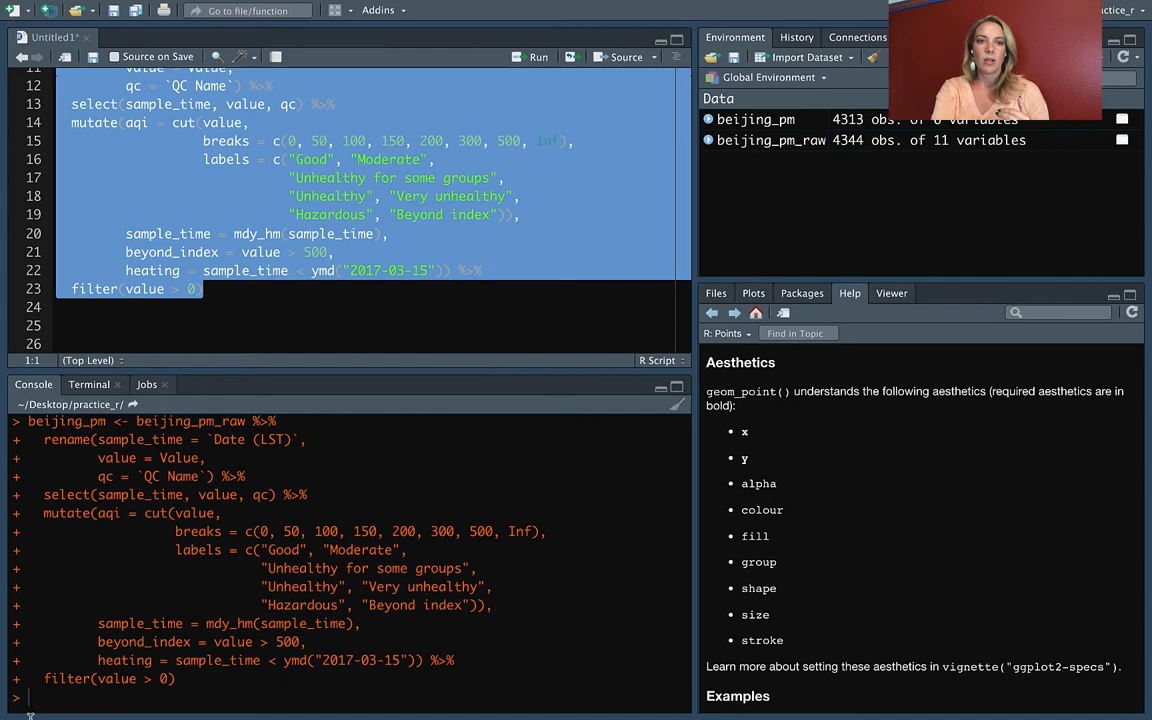 Go to file/function
Addins
ctice_r
Untitled1*
Source on Save
Run
Source
11
value = Value,
12 qc = `QC Name`) %>%
13 select(sample_time, value, qc) %>%
14 mutate(aqi = cut(value,
15 breaks = c(0, 50, 100, 150, 200, 300, 500, Inf),
16 labels = c("Good", "Moderate",
17 "Unhealthy for some groups",
18 "Unhealthy", "Very unhealthy",
19 "Hazardous", "Beyond index")),
20 sample_time = mdy_hm(sample_time),
21 beyond_index = value > 500,
22 heating = sample_time < ymd("2017-03-15")) %>%
23 filter(value > 0)
24
25
26
1:1 (Top Level) R Script
Console Terminal Jobs
~/Desktop/practice_r/
> beijing_pm <- beijing_pm_raw %>%
+ rename(sample_time = `Date (LST)`,
+ value = Value,
+ qc = `QC Name`) %>%
+ select(sample_time, value, qc) %>%
+ mutate(aqi = cut(value,
+ breaks = c(0, 50, 100, 150, 200, 300, 500, Inf),
+ labels = c("Good", "Moderate",
+ "Unhealthy for some groups",
+ "Unhealthy", "Very unhealthy",
+ "Hazardous", "Beyond index")),
+ sample_time = mdy_hm(sample_time),
+ beyond_index = value > 500,
+ heating = sample_time < ymd("2017-03-15")) %>%
+ filter(value > 0)
>
Environment History Connections
Import Dataset
Global Environment
Data
beijing_pm 4313 obs. of 6 variables
beijing_pm_raw 4344 obs. of 11 variables
Files Plots Packages Help Viewer
R: Points Find in Topic
Aesthetics
geom_point() understands the following aesthetics (required aesthetics are in
bold):
• x
• y
• alpha
• colour
• fill
• group
• shape
• size
• stroke
Learn more about setting these aesthetics in vignette("ggplot2-specs").
Examples